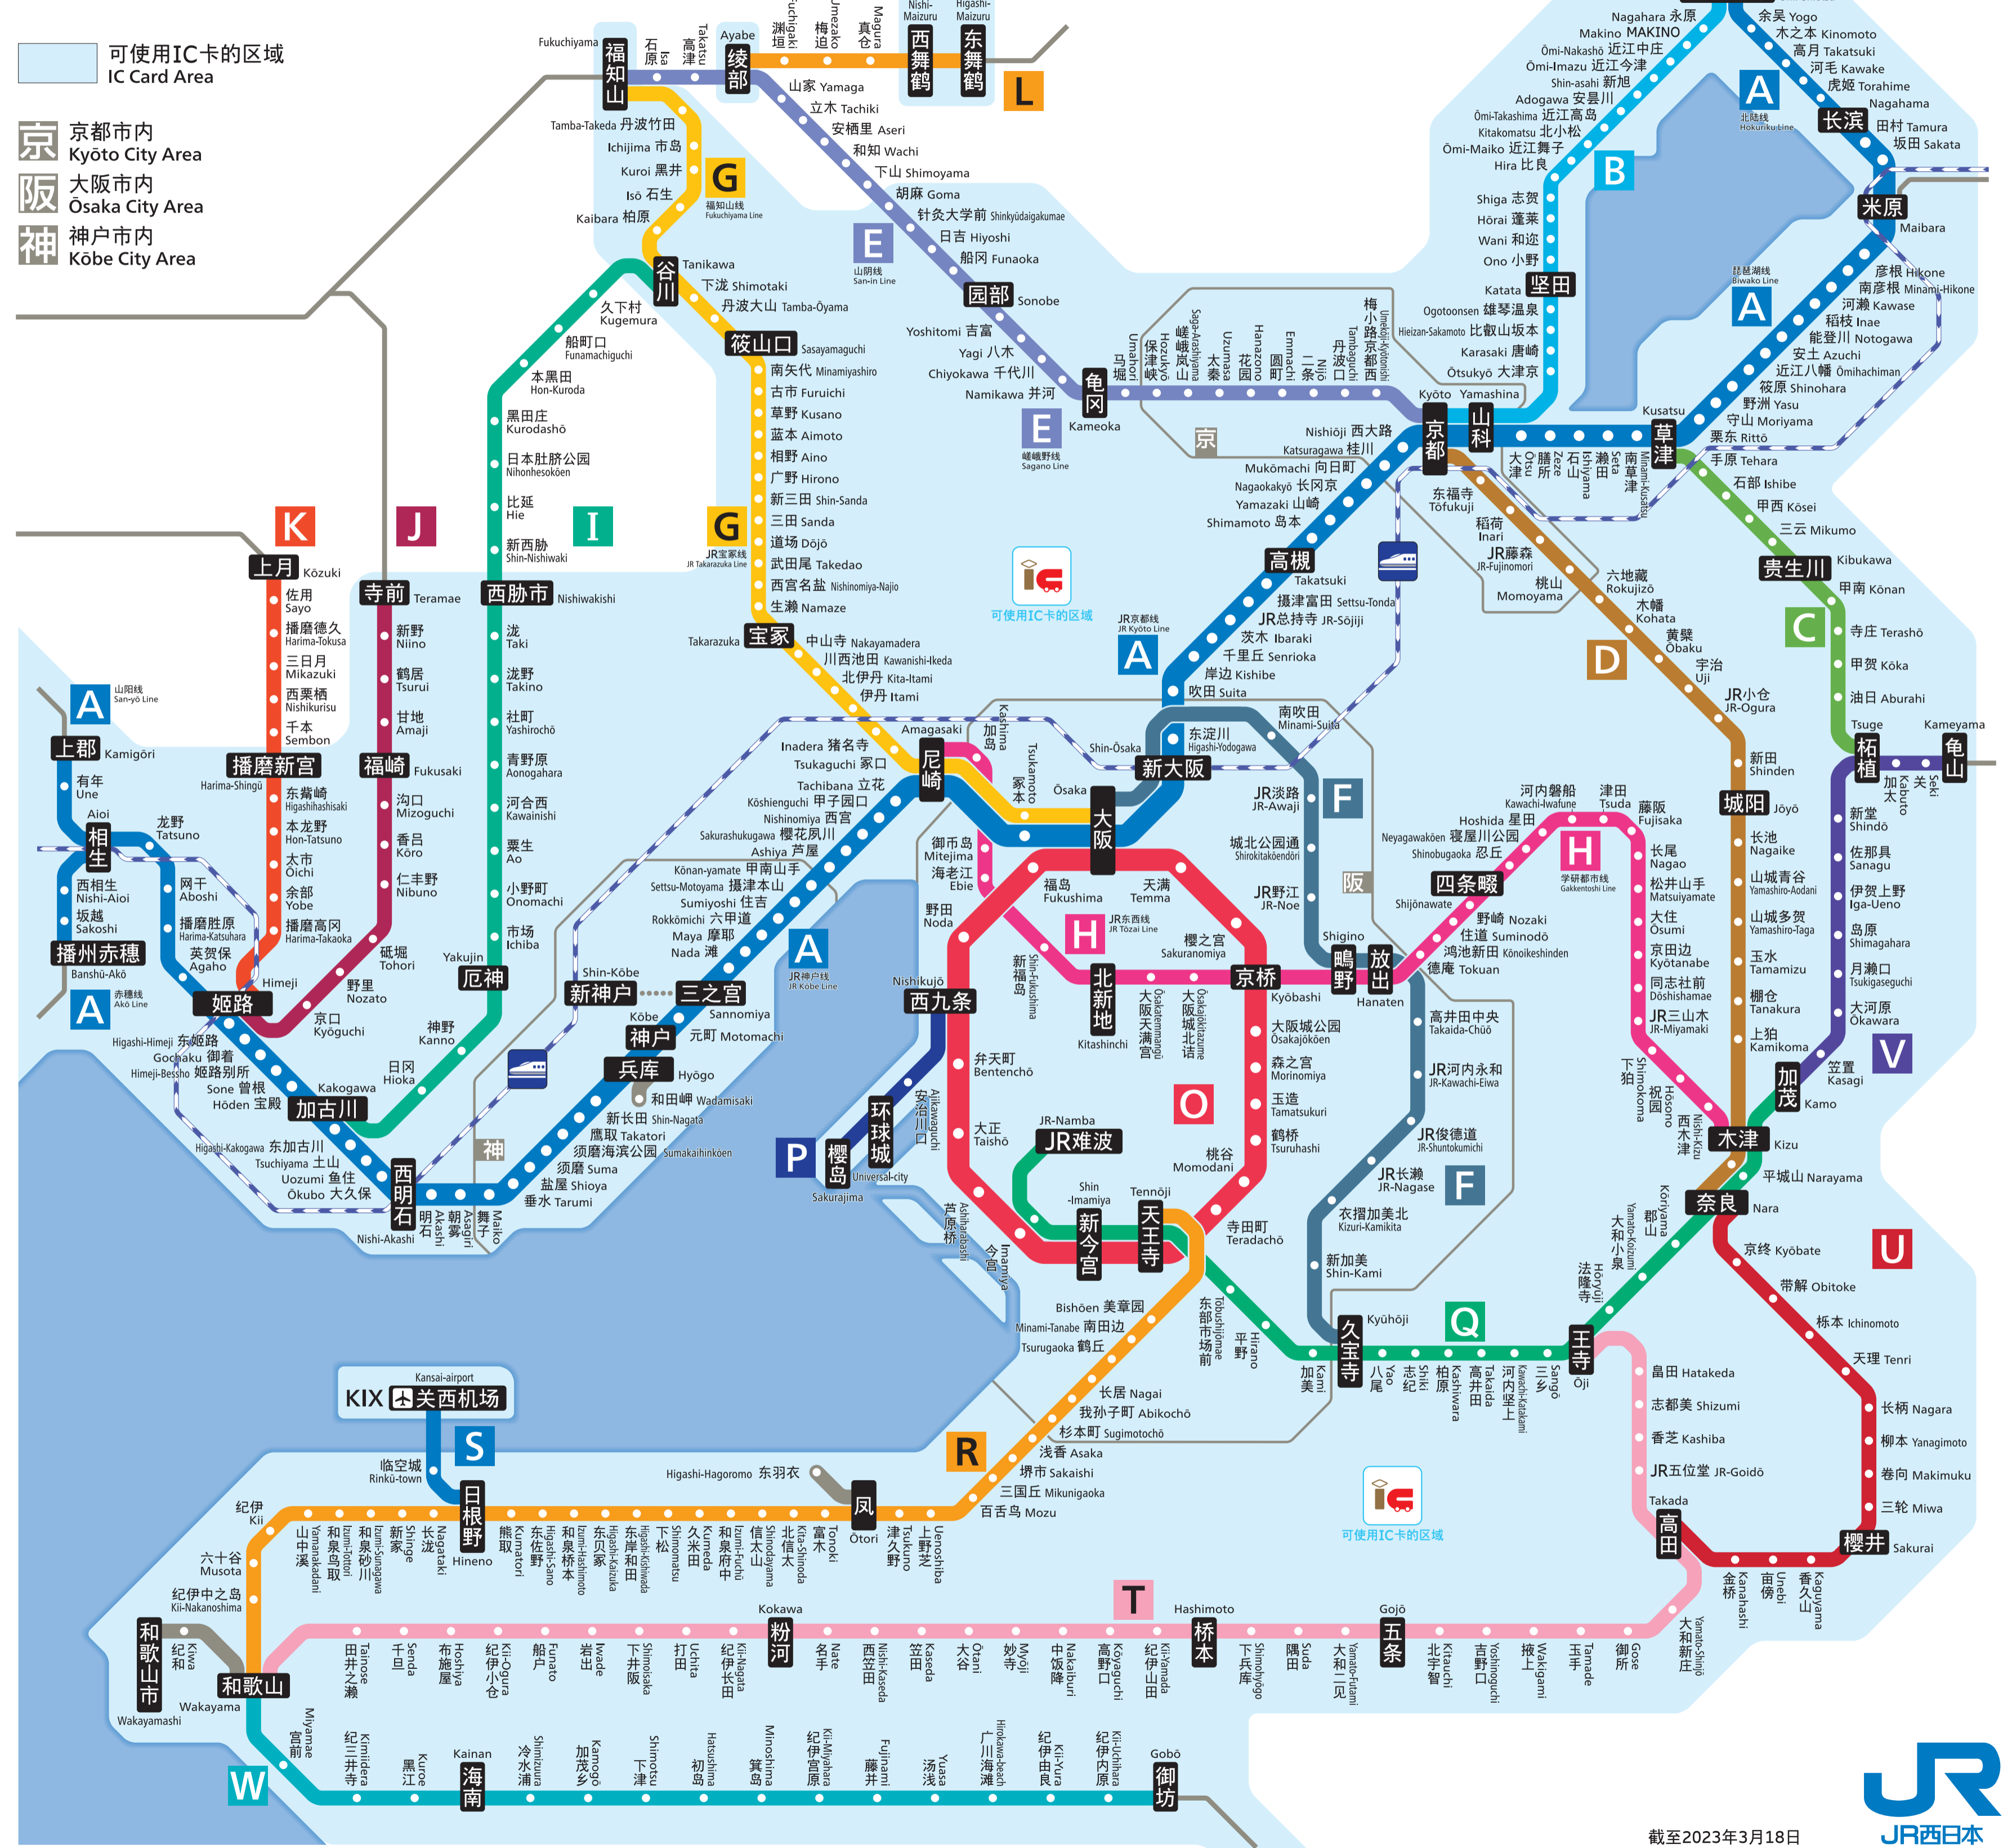 可使用IC卡的区域
IC Card Area
京 京都市内
Kyōto City Area
阪 大阪市内
Ōsaka City Area
神 神户市内
Kōbe City Area
Fukuchiyama 福知山
石原 Isa
高津 Takatsu
Ayabe 绫部
渊垣 Fuchigaki
梅迫 Umezako
真仓 Magura
Nishi-Maizuru 西舞鹤
Higashi-Maizuru 东舞鹤
L
山家 Yamaga
立木 Tachiki
安栖里 Aseri
和知 Wachi
下山 Shimoyama
胡麻 Goma
针灸大学前 Shinkyūdaigakumae
日吉 Hiyoshi
船冈 Funaoka
园部 Sonobe
E
山阴线
San-in Line
Yoshitomi 吉富
Yagi 八木
Chiyokawa 千代川
Namikawa 并河
龟冈 Kameoka
E
嵯峨野线
Sagano Line
马堀 Umahori
保津峡 Hozukyō
嵯峨岚山 Saga-Arashiyama
太秦 Uzumasa
花园 Hanazono
圆町 Emmachi
二条 Nijō
丹波口 Tambaguchi
梅小路京都西 Umekōji-Kyōtonishi
京
Tamba-Takeda 丹波竹田
Ichijima 市岛
Kuroi 黑井
Isō 石生
Kaibara 柏原
G
福知山线
Fukuchiyama Line
谷川 Tanikawa
下泷 Shimotaki
丹波大山 Tamba-Ōyama
筱山口 Sasayamaguchi
南矢代 Minamiyashiro
古市 Furuichi
草野 Kusano
蓝本 Aimoto
相野 Aino
广野 Hirono
新三田 Shin-Sanda
三田 Sanda
道场 Dōjō
武田尾 Takedao
西宫名盐 Nishinomiya-Najio
生濑 Namaze
G
JR宝冢线
JR Takarazuka Line
Takarazuka 宝冢
中山寺 Nakayamadera
川西池田 Kawanishi-Ikeda
北伊丹 Kita-Itami
伊丹 Itami
Inadera 猪名寺
Tsukaguchi 冢口
Amagasaki 尼崎
久下村 Kugemura
船町口 Funamachiguchi
本黑田 Hon-Kuroda
黑田庄 Kurodashō
日本肚脐公园 Nihonhesokōen
比延 Hie
新西胁 Shin-Nishiwaki
I
西胁市 Nishiwakishi
泷 Taki
泷野 Takino
社町 Yashirochō
青野原 Aonogahara
河合西 Kawainishi
粟生 Ao
小野町 Onomachi
市场 Ichiba
Yakujin 厄神
神野 Kanno
日冈 Hioka
Kakogawa 加古川
K
上月 Kōzuki
佐用 Sayo
播磨德久 Harima-Tokusa
三日月 Mikazuki
西栗栖 Nishikurisu
千本 Sembon
播磨新宫 Harima-Shingū
东觜崎 Higashihashisaki
本龙野 Hon-Tatsuno
太市 Ōichi
余部 Yobe
播磨高冈 Harima-Takaoka
J
寺前 Teramae
新野 Niino
鹤居 Tsurui
甘地 Amaji
福崎 Fukusaki
沟口 Mizoguchi
香吕 Kōro
仁丰野 Nibuno
砥堀 Tohori
野里 Nozato
京口 Kyōguchi
Himeji 姬路
A
山阳线
San-yō Line
上郡 Kamigōri
有年 Une
Aioi 相生
龙野 Tatsuno
网干 Aboshi
播磨胜原 Harima-Katsuhara
英贺保 Agaho
西相生 Nishi-Aioi
坂越 Sakoshi
播州赤穗 Banshū-Akō
A
赤穗线
Akō Line
Higashi-Himeji 东姬路
Gochaku 御着
Himeji-Bessho 姬路别所
Sone 曾根
Hōden 宝殿
Higashi-Kakogawa 东加古川
Tsuchiyama 土山
Uozumi 鱼住
Ōkubo 大久保
西明石 Nishi-Akashi
明石 Akashi
朝雾 Asagiri
舞子 Maiko
神
垂水 Tarumi
盐屋 Shioya
须磨 Suma
须磨海滨公园 Sumakaihinkōen
鹰取 Takatori
新长田 Shin-Nagata
和田岬 Wadamisaki
兵库 Hyōgo
Kōbe 神户
元町 Motomachi
Shin-Kōbe 新神户
三之宫 Sannomiya
A
JR神户线
JR Kōbe Line
Nada 滩
Maya 摩耶
Rokkōmichi 六甲道
Sumiyoshi 住吉
Settsu-Motoyama 摄津本山
Kōnan-yamate 甲南山手
Ashiya 芦屋
Sakurashukugawa 樱花夙川
Nishinomiya 西宫
Kōshienguchi 甲子园口
Tachibana 立花
加岛 Kashima
冢本 Tsukamoto
Ōsaka 大阪
Shin-Ōsaka 新大阪
东淀川 Higashi-Yodogawa
南吹田 Minami-Suita
吹田 Suita
岸边 Kishibe
千里丘 Senrioka
茨木 Ibaraki
JR总持寺 JR-Sōjiji
摄津富田 Settsu-Tonda
高槻 Takatsuki
A
JR京都线
JR Kyōto Line
可使用IC卡的区域
Shimamoto 岛本
Yamazaki 山崎
Nagaokakyō 长冈京
Mukōmachi 向日町
Katsuragawa 桂川
Nishiōji 西大路
Kyōto 京都
Yamashina 山科
大津 Ōtsu
膳所 Zeze
石山 Ishiyama
濑田 Seta
南草津 Minami-Kusatsu
Kusatsu 草津
Nagahara 永原
Makino MAKINO
Ōmi-Nakashō 近江中庄
Ōmi-Imazu 近江今津
Shin-asahi 新旭
Adogawa 安昙川
Ōmi-Takashima 近江高岛
Kitakomatsu 北小松
Ōmi-Maiko 近江舞子
Hira 比良
B
Shiga 志贺
Hōrai 蓬莱
Wani 和迩
Ono 小野
Katata 坚田
Ogotoonsen 雄琴温泉
Hieizan-Sakamoto 比叡山坂本
Karasaki 唐崎
Ōtsukyō 大津京
余吴 Yogo
木之本 Kinomoto
高月 Takatsuki
河毛 Kawake
虎姬 Torahime
Nagahama 长滨
田村 Tamura
坂田 Sakata
A
北陆线
Hokuriku Line
米原 Maibara
彦根 Hikone
南彦根 Minami-Hikone
河濑 Kawase
稻枝 Inae
能登川 Notogawa
安土 Azuchi
近江八幡 Ōmihachiman
筱原 Shinohara
野洲 Yasu
守山 Moriyama
栗东 Rittō
琵琶湖线
Biwako Line
A
手原 Tehara
石部 Ishibe
甲西 Kōsei
三云 Mikumo
贵生川 Kibukawa
甲南 Kōnan
寺庄 Terashō
甲贺 Kōka
油日 Aburahi
C
Tsuge 柘植
加太 Kabuto
关 Seki
Kameyama 龟山
新堂 Shindō
佐那具 Sanagu
伊贺上野 Iga-Ueno
岛原 Shimagahara
月濑口 Tsukigaseguchi
大河原 Ōkawara
笠置 Kasagi
V
加茂 Kamo
东福寺 Tōfukuji
稻荷 Inari
JR藤森 JR-Fujinomori
桃山 Momoyama
六地藏 Rokujizō
木幡 Kohata
黄檗 Ōbaku
宇治 Uji
JR小仓 JR-Ogura
D
新田 Shinden
城阳 Jōyō
长池 Nagaike
山城青谷 Yamashiro-Aodani
山城多贺 Yamashiro-Taga
玉水 Tamamizu
棚仓 Tanakura
上狛 Kamikoma
木津 Kizu
平城山 Narayama
奈良 Nara
F
JR淡路 JR-Awaji
城北公园通 Shirokitakōendōri
JR野江 JR-Noe
阪
Shigino 鴫野
放出 Hanaten
高井田中央 Takaida-Chūō
JR河内永和 JR-Kawachi-Eiwa
JR俊德道 JR-Shuntokumichi
JR长濑 JR-Nagase
F
衣摺加美北 Kizuri-Kamikita
新加美 Shin-Kami
久宝寺 Kyūhōji
御币岛 Mitejima
海老江 Ebie
新福岛 Shin-Fukushima
H
JR东西线
JR Tōzai Line
北新地 Kitashinchi
大阪天满宫 Ōsakatemmangū
大阪城北诘 Ōsakajōkitazume
京桥 Kyōbashi
德庵 Tokuan
鸿池新田 Kōnoikeshinden
住道 Suminodō
野崎 Nozaki
四条畷 Shijōnawate
Shinobugaoka 忍丘
Neyagawakōen 寝屋川公园
Hoshida 星田
河内磐船 Kawachi-Iwafune
津田 Tsuda
藤阪 Fujisaka
H
学研都市线
Gakkentoshi Line
长尾 Nagao
松井山手 Matsuiyamate
大住 Ōsumi
京田边 Kyōtanabe
同志社前 Dōshishamae
JR三山木 JR-Miyamaki
下狛 Shimokoma
祝园 Hōsono
西木津 Nishi-Kizu
福岛 Fukushima
天满 Temma
樱之宫 Sakuranomiya
野田 Noda
Nishikujō 西九条
弁天町 Bentenchō
大正 Taishō
芦原桥 Ashiharabashi
今宫 Imamiya
Shin-Imamiya 新今宫
Tennōji 天王寺
寺田町 Teradachō
桃谷 Momodani
鹤桥 Tsuruhashi
玉造 Tamatsukuri
森之宫 Morinomiya
大阪城公园 Ōsakajōkōen
O
安治川口 Ajikawaguchi
环球城 Universal-city
樱岛 Sakurajima
P
JR-Namba JR难波
东部市场前 Tōbushijōmae
平野 Hirano
加美 Kami
八尾 Yao
志纪 Shiki
柏原 Kashiwara
高井田 Takaida
河内坚上 Kawachi-Katakami
三乡 Sangō
Q
王寺 Ōji
法隆寺 Hōryūji
大和小泉 Yamato-Koizumi
郡山 Kōriyama
U
京终 Kyōbate
带解 Obitoke
栎本 Ichinomoto
天理 Tenri
长柄 Nagara
柳本 Yanagimoto
卷向 Makimuku
三轮 Miwa
樱井 Sakurai
香久山 Kaguyama
亩傍 Unebi
金桥 Kanahashi
Takada 高田
畠田 Hatakeda
志都美 Shizumi
香芝 Kashiba
JR五位堂 JR-Goidō
大和新庄 Yamato-Shinjō
御所 Gose
玉手 Tamade
掖上 Wakigami
吉野口 Yoshinoguchi
北宇智 Kitauchi
Gojō 五条
大和二见 Yamato-Futami
隅田 Suda
下兵库 Shimohyōgo
Hashimoto 桥本
T
纪伊山田 Kii-Yamada
高野口 Kōyaguchi
中饭降 Nakaiburi
妙寺 Myōji
大谷 Ōtani
笠田 Kaseda
西笠田 Nishi-Kaseda
名手 Nate
Kokawa 粉河
纪伊长田 Kii-Nagata
打田 Uchita
下井阪 Shimoisaka
岩出 Iwade
船户 Funato
纪伊小仓 Kii-Ogura
布施屋 Hoshiya
千旦 Senda
田井之濑 Tainose
可使用IC卡的区域
Bishōen 美章园
Minami-Tanabe 南田边
Tsurugaoka 鹤丘
长居 Nagai
我孙子町 Abikochō
杉本町 Sugimotochō
浅香 Asaka
堺市 Sakaishi
三国丘 Mikunigaoka
百舌鸟 Mozu
R
上野芝 Uenoshiba
津久野 Tsukuno
凤 Ōtori
Higashi-Hagoromo 东羽衣
富木 Tonoki
北信太 Kita-Shinoda
信太山 Shinodayama
和泉府中 Izumi-Fuchū
久米田 Kumeda
下松 Shimomatsu
东岸和田 Higashi-Kishiwada
东贝冢 Higashi-Kaizuka
和泉桥本 Izumi-Hashimoto
东佐野 Higashi-Sano
熊取 Kumatori
日根野 Hineno
长泷 Nagataki
新家 Shinge
和泉砂川 Izumi-Sunagawa
和泉鸟取 Izumi-Tottori
山中溪 Yamanakadani
纪伊 Kii
六十谷 Musota
纪伊中之岛 Kii-Nakanoshima
和歌山 Wakayama
纪和 Kiwa
和歌山市 Wakayamashi
Kansai-airport
KIX 关西机场
S
临空城 Rinkū-town
W
宫前 Miyamae
纪三井寺 Kimiidera
黑江 Kuroe
Kainan 海南
冷水浦 Shimizuura
加茂乡 Kamogō
下津 Shimotsu
初岛 Hatsushima
箕岛 Minoshima
纪伊宫原 Kii-Miyahara
藤并 Fujinami
汤浅 Yuasa
广川海滩 Hirokawa-beach
纪伊由良 Kii-Yura
纪伊内原 Kii-Uchihara
Gobō 御坊
JR
JR西日本
截至2023年3月18日